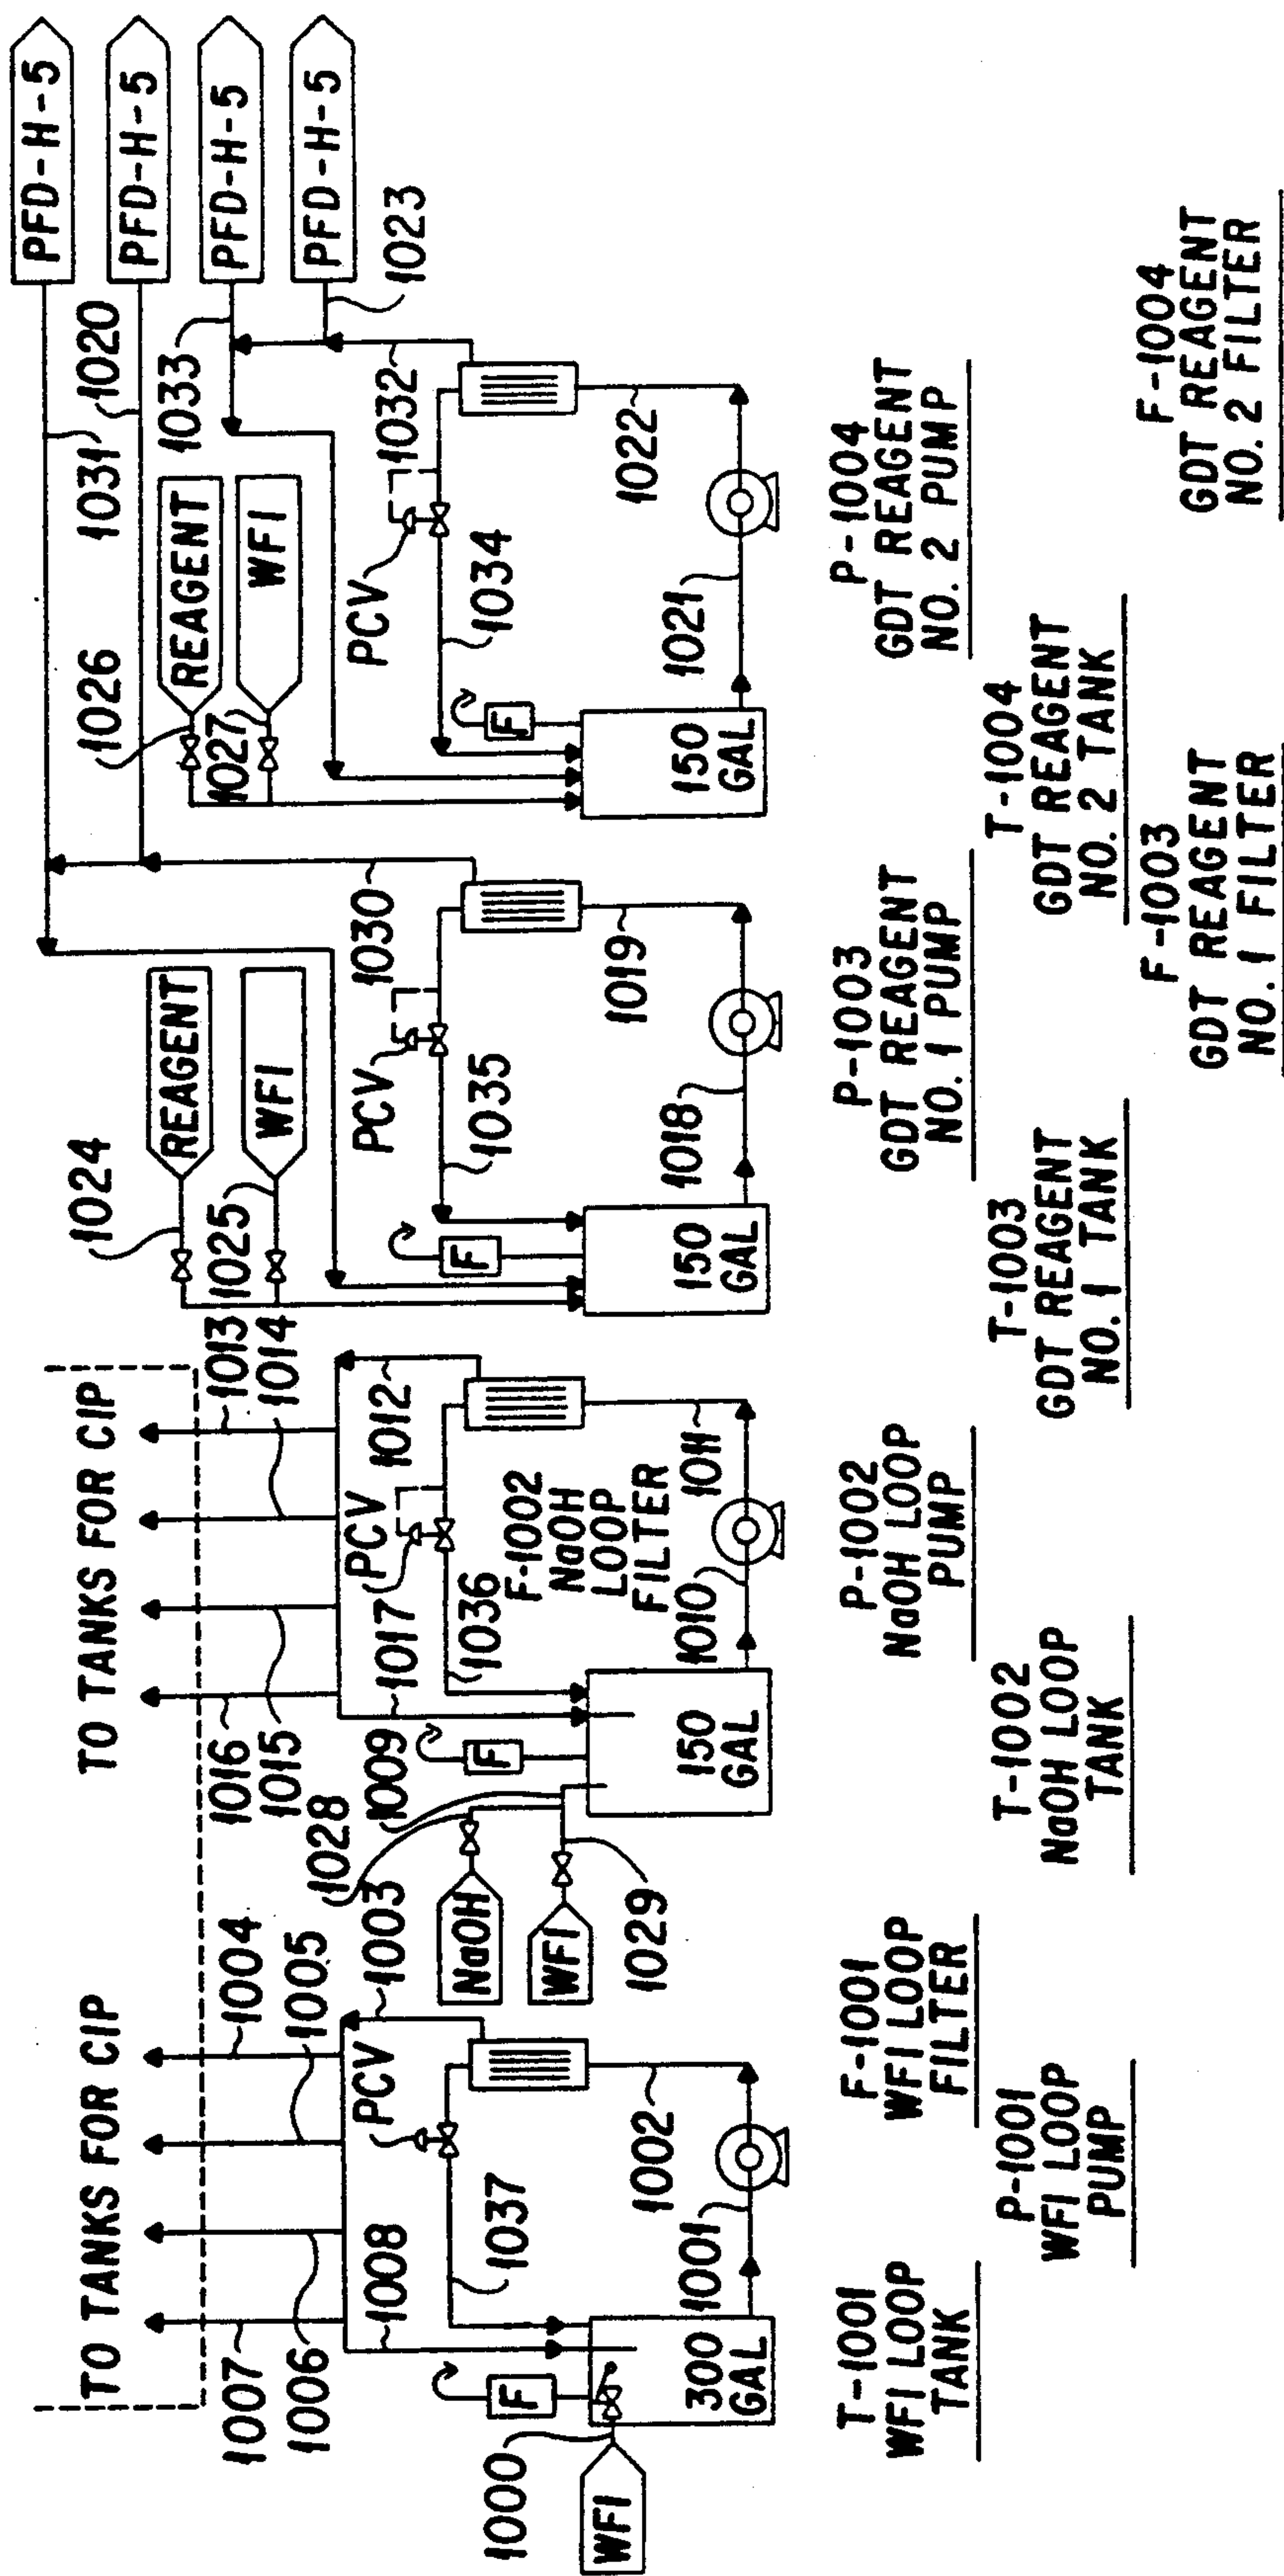 TO TANKS FOR CIP
TO TANKS FOR CIP
PFD-H-5
PFD-H-5
PFD-H-5
PFD-H-5
1007
1006
1005
1004
1003
1008
PCV
1037
1000
WFI
F
300
GAL
1001
1002
1016
1015
1014
1013
1012
1028
1009
1017
PCV
1036
NaOH
WFI
1029
F
150
GAL
F-1002
NaOH
LOOP
FILTER
1010
1011
1024
1025
REAGENT
WFI
PCV
1035
1030
F
150
GAL
1018
1019
1026
1027
REAGENT
WFI
1031
1020
1033
1023
1032
PCV
1034
F
150
GAL
1021
1022
T-1001
WFI LOOP
TANK
P-1001
WFI LOOP
PUMP
F-1001
WFI LOOP
FILTER
T-1002
NaOH LOOP
TANK
P-1002
NaOH LOOP
PUMP
T-1003
GDT REAGENT
NO. 1 TANK
P-1003
GDT REAGENT
NO. 1 PUMP
F-1003
GDT REAGENT
NO. 1 FILTER
T-1004
GDT REAGENT
NO. 2 TANK
P-1004
GDT REAGENT
NO. 2 PUMP
F-1004
GDT REAGENT
NO. 2 FILTER